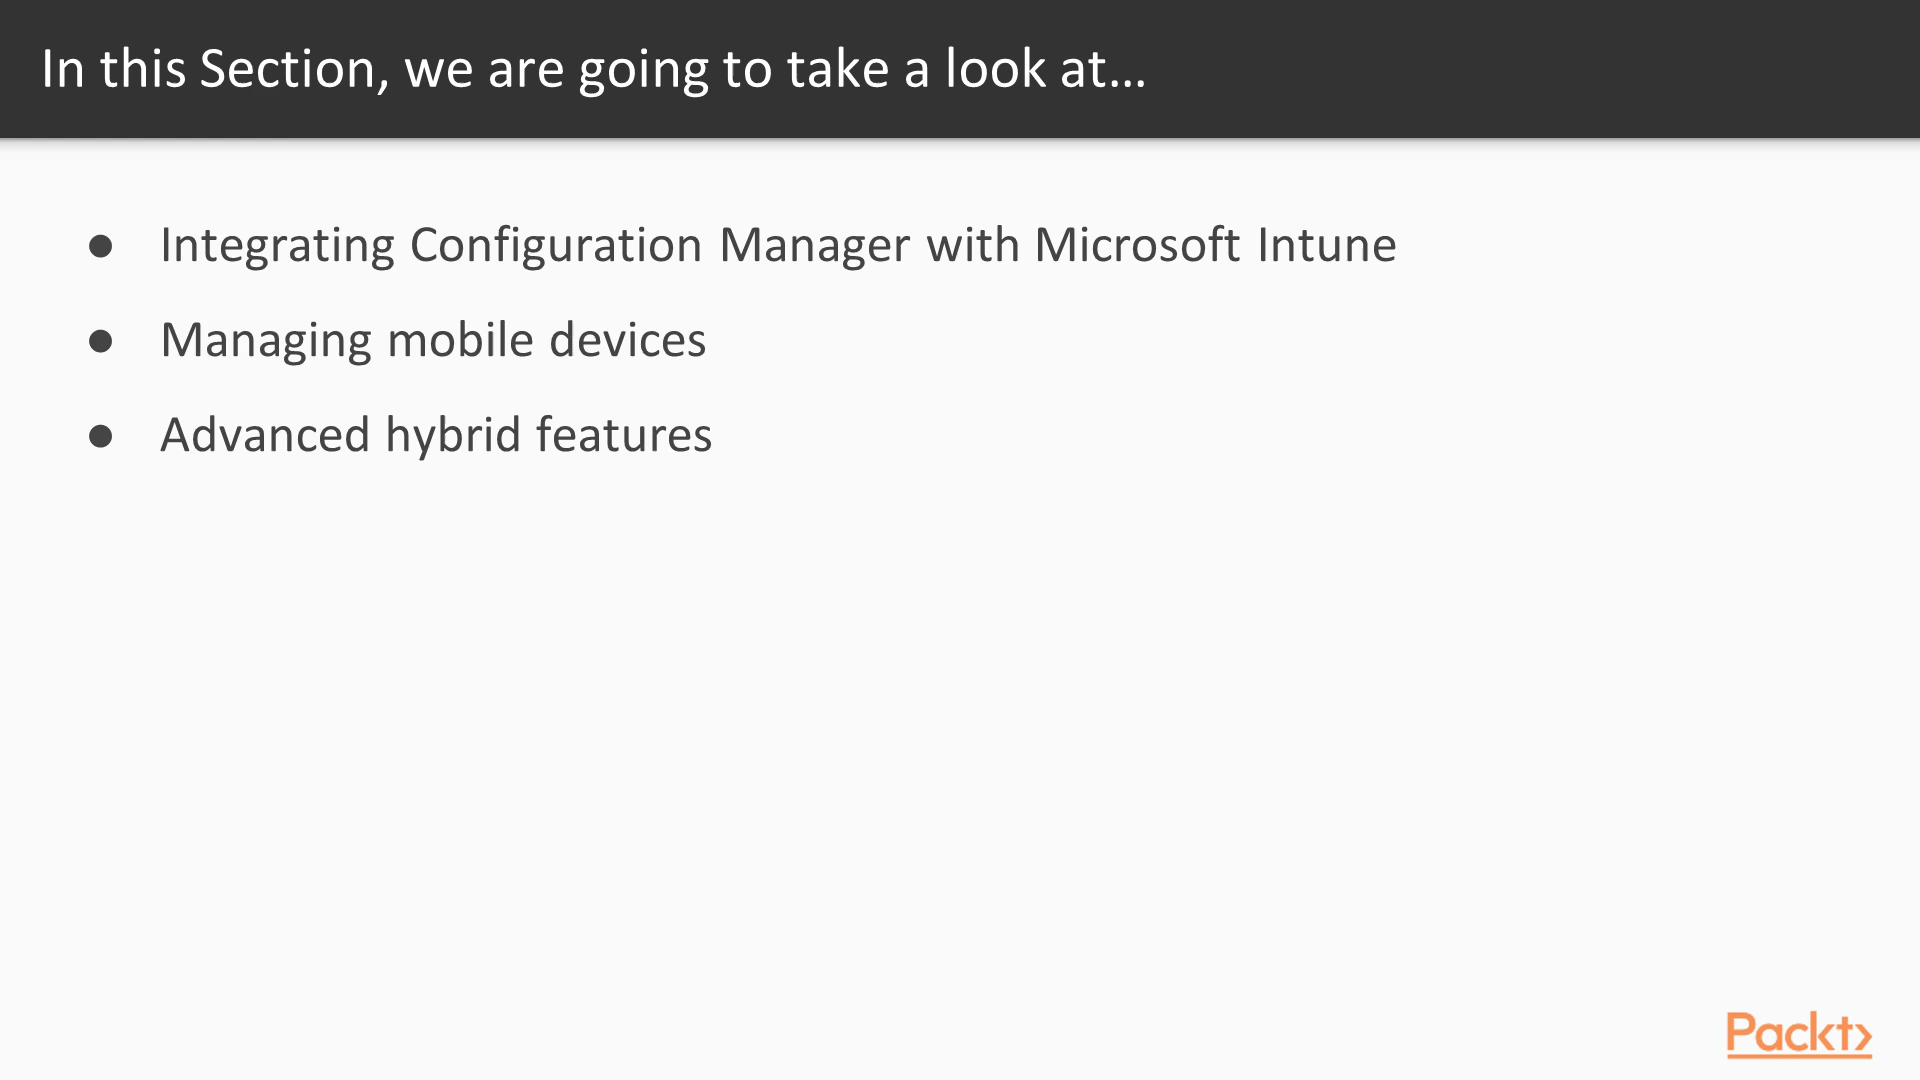 In this Section, we are going to take a look at…
● Integrating Configuration Manager with Microsoft Intune
● Managing mobile devices
● Advanced hybrid features
Packt>